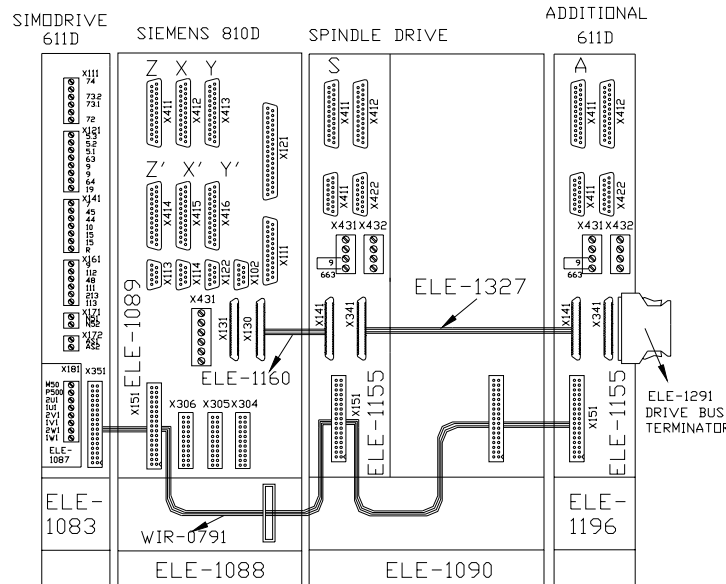 SIMODRIVE
611D
SIEMENS 810D
SPINDLE DRIVE
ADDITIONAL
611D
X111
74
73.2
73.1
72
X121
5.3
5.2
5.1
63
9
9
64
19
X141
7
45
44
10
15
15
R
X161
9
112
48
111
213
113
X171
NS1
NS2
X172
AS1
AS2
X181
X351
M50
P500
2U1
1U1
2V1
1V1
2W1
1W1
ELE-
1087
ELE-
1083
Z X Y
X411
X412
X413
X121
Z' X' Y'
X414
X415
X416
X111
X113
X114
X122
X102
ELE-1089
X431
X131
X130
ELE-1160
X151
X306
X305
X304
WIR-0791
ELE-1088
S
X411
X412
X411
X422
X431
X432
9
663
X141
X341
ELE-1327
X151
ELE-1155
ELE-1090
A
X411
X412
X411
X422
X431
X432
9
663
X141
X341
X151
ELE-1155
ELE-1291
DRIVE BUS
TERMINATOR
ELE-
1196